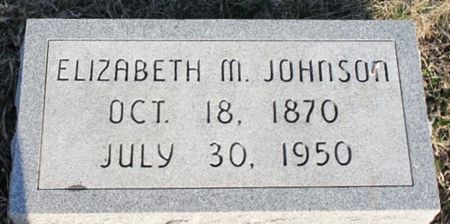 ELIZABETH M. JOHNSON
OCT. 18, 1870
JULY 30, 1950